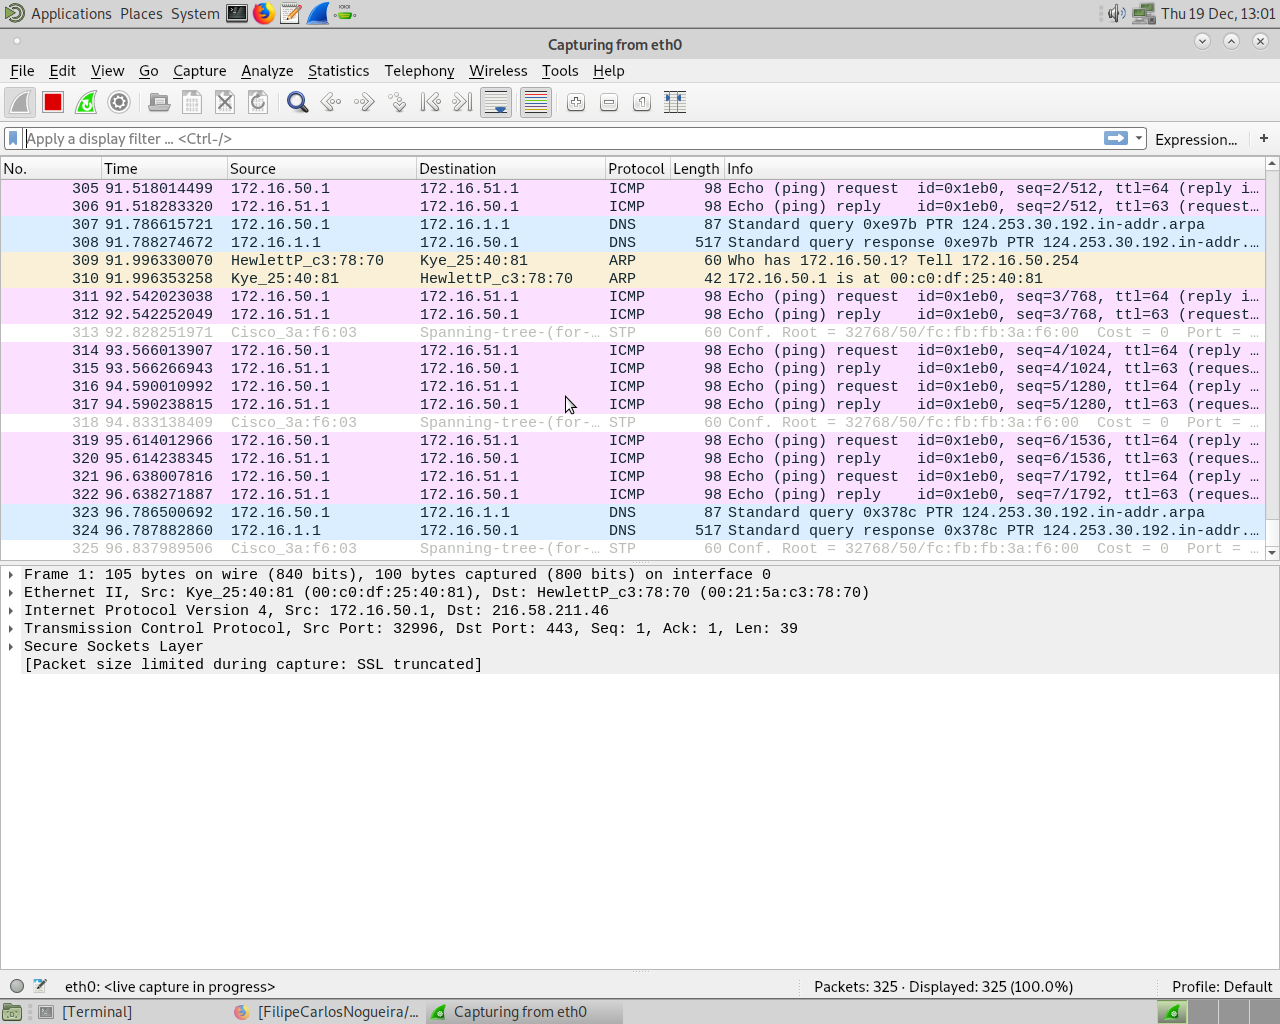 Applications Places System Thu 19 Dec, 13:01
Capturing from eth0
File Edit View Go Capture Analyze Statistics Telephony Wireless Tools Help
Apply a display filter ... <Ctrl-/> Expression... +
No. Time Source Destination Protocol Length Info
305 91.518014499 172.16.50.1 172.16.51.1 ICMP 98 Echo (ping) request id=0x1eb0, seq=2/512, ttl=64 (reply i…
306 91.518283320 172.16.51.1 172.16.50.1 ICMP 98 Echo (ping) reply id=0x1eb0, seq=2/512, ttl=63 (request…
307 91.786615721 172.16.50.1 172.16.1.1 DNS 87 Standard query 0xe97b PTR 124.253.30.192.in-addr.arpa
308 91.788274672 172.16.1.1 172.16.50.1 DNS 517 Standard query response 0xe97b PTR 124.253.30.192.in-addr.…
309 91.996330070 HewlettP_c3:78:70 Kye_25:40:81 ARP 60 Who has 172.16.50.1? Tell 172.16.50.254
310 91.996353258 Kye_25:40:81 HewlettP_c3:78:70 ARP 42 172.16.50.1 is at 00:c0:df:25:40:81
311 92.542023038 172.16.50.1 172.16.51.1 ICMP 98 Echo (ping) request id=0x1eb0, seq=3/768, ttl=64 (reply i…
312 92.542252049 172.16.51.1 172.16.50.1 ICMP 98 Echo (ping) reply id=0x1eb0, seq=3/768, ttl=63 (request…
313 92.828251971 Cisco_3a:f6:03 Spanning-tree-(for-… STP 60 Conf. Root = 32768/50/fc:fb:fb:3a:f6:00 Cost = 0 Port = …
314 93.566013907 172.16.50.1 172.16.51.1 ICMP 98 Echo (ping) request id=0x1eb0, seq=4/1024, ttl=64 (reply …
315 93.566266943 172.16.51.1 172.16.50.1 ICMP 98 Echo (ping) reply id=0x1eb0, seq=4/1024, ttl=63 (reques…
316 94.590010992 172.16.50.1 172.16.51.1 ICMP 98 Echo (ping) request id=0x1eb0, seq=5/1280, ttl=64 (reply …
317 94.590238815 172.16.51.1 172.16.50.1 ICMP 98 Echo (ping) reply id=0x1eb0, seq=5/1280, ttl=63 (reques…
318 94.833138409 Cisco_3a:f6:03 Spanning-tree-(for-… STP 60 Conf. Root = 32768/50/fc:fb:fb:3a:f6:00 Cost = 0 Port = …
319 95.614012966 172.16.50.1 172.16.51.1 ICMP 98 Echo (ping) request id=0x1eb0, seq=6/1536, ttl=64 (reply …
320 95.614238345 172.16.51.1 172.16.50.1 ICMP 98 Echo (ping) reply id=0x1eb0, seq=6/1536, ttl=63 (reques…
321 96.638007816 172.16.50.1 172.16.51.1 ICMP 98 Echo (ping) request id=0x1eb0, seq=7/1792, ttl=64 (reply …
322 96.638271887 172.16.51.1 172.16.50.1 ICMP 98 Echo (ping) reply id=0x1eb0, seq=7/1792, ttl=63 (reques…
323 96.786500692 172.16.50.1 172.16.1.1 DNS 87 Standard query 0x378c PTR 124.253.30.192.in-addr.arpa
324 96.787882860 172.16.1.1 172.16.50.1 DNS 517 Standard query response 0x378c PTR 124.253.30.192.in-addr.…
325 96.837989506 Cisco_3a:f6:03 Spanning-tree-(for-… STP 60 Conf. Root = 32768/50/fc:fb:fb:3a:f6:00 Cost = 0 Port = …
Frame 1: 105 bytes on wire (840 bits), 100 bytes captured (800 bits) on interface 0
Ethernet II, Src: Kye_25:40:81 (00:c0:df:25:40:81), Dst: HewlettP_c3:78:70 (00:21:5a:c3:78:70)
Internet Protocol Version 4, Src: 172.16.50.1, Dst: 216.58.211.46
Transmission Control Protocol, Src Port: 32996, Dst Port: 443, Seq: 1, Ack: 1, Len: 39
Secure Sockets Layer
[Packet size limited during capture: SSL truncated]
eth0: <live capture in progress> Packets: 325 · Displayed: 325 (100.0%) Profile: Default
[Terminal] [FilipeCarlosNogueira/... Capturing from eth0